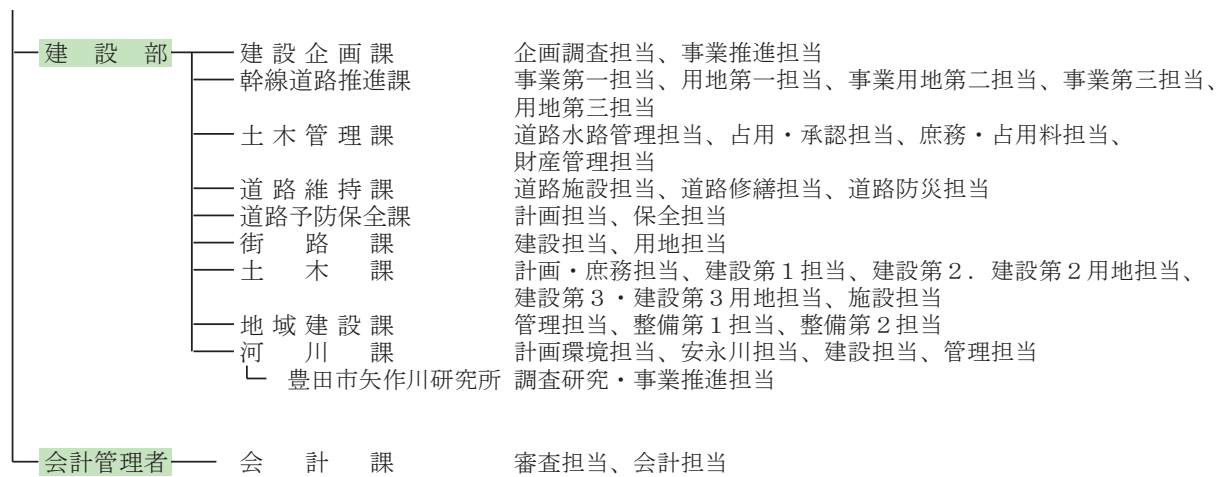 建設部 建設企画課 企画調査担当、事業推進担当
幹線道路推進課 事業第一担当、用地第一担当、事業用地第二担当、事業第三担当、
用地第三担当
土木管理課 道路水路管理担当、占用・承認担当、庶務・占用料担当、
財産管理担当
道路維持課 道路施設担当、道路修繕担当、道路防災担当
道路予防保全課 計画担当、保全担当
街路課 建設担当、用地担当
土木課 計画・庶務担当、建設第１担当、建設第２．建設第２用地担当、
建設第３・建設第３用地担当、施設担当
地域建設課 管理担当、整備第１担当、整備第２担当
河川課 計画環境担当、安永川担当、建設担当、管理担当
豊田市矢作川研究所 調査研究・事業推進担当
会計管理者 会計課 審査担当、会計担当